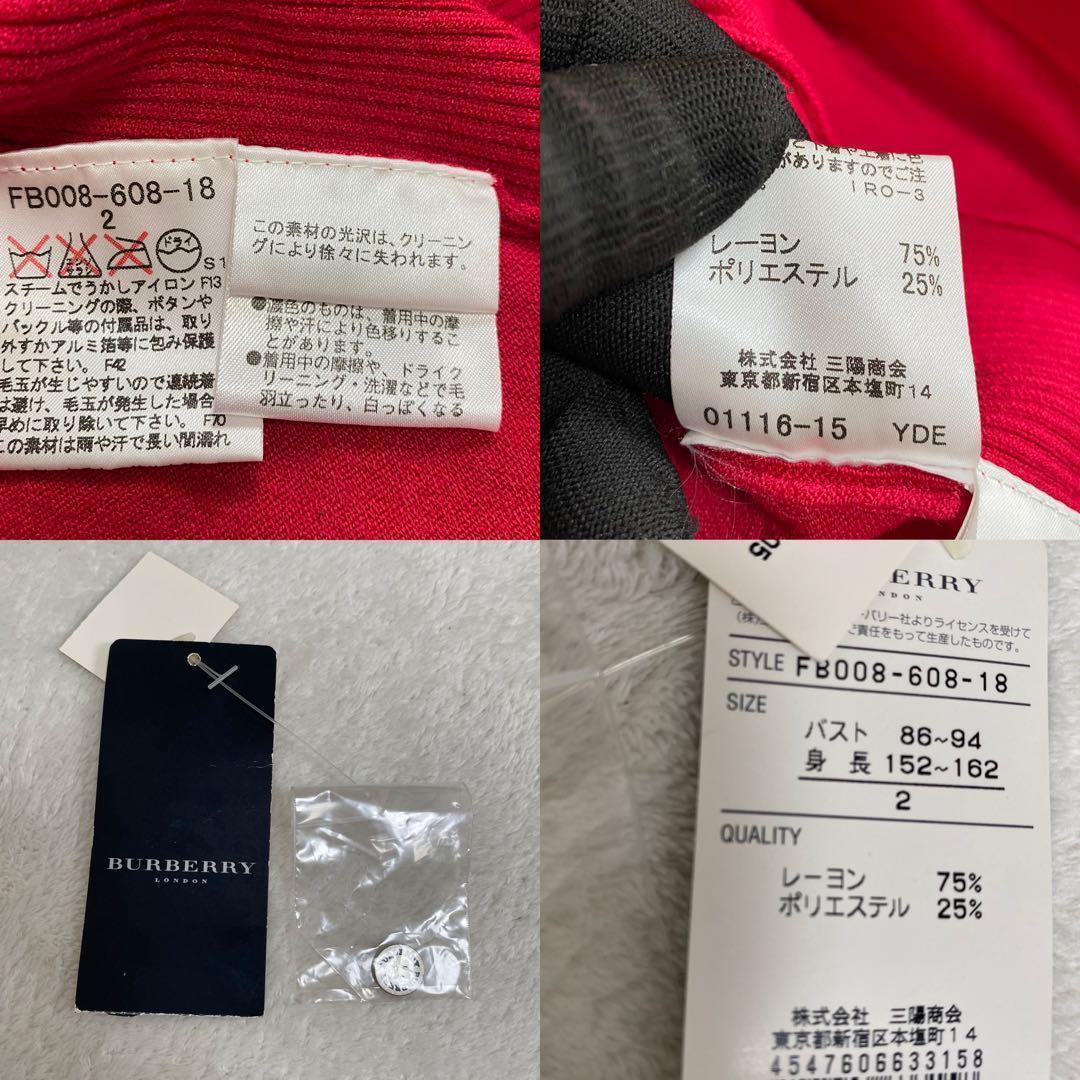 FB008-608-18
2
ドライ
S1
スチームでうかしアイロン F13
クリーニングの際、ボタンや
バックル等の付属品は、取り
外すかアルミ箔等に包み保護
して下さい。 F42
毛玉が生じやすいので連続着
は避け、毛玉が発生した場合
早めに取り除いて下さい。 F70
この素材は雨や汗で長い間濡れ
この素材の光沢は、クリーニン
グにより徐々に失われます。
●濃色のものは、着用中の摩
擦や汗により色移りするこ
とがあります。
●着用中の摩擦や、ドライク
リーニング・洗濯などで毛
羽立ったり、白っぽくなる
がありますのでご注
IRO-3
レーヨン 75%
ポリエステル 25%
株式会社 三陽商会
東京都新宿区本塩町14
01116-15 YDE
BURBERRY
LONDON
05
ERRY
NDON
バリー社よりライセンスを受けて
責任をもって生産したものです。
STYLE FB008-608-18
SIZE
バスト 86~94
身長 152~162
2
QUALITY
レーヨン 75%
ポリエステル 25%
株式会社 三陽商会
東京都新宿区本塩町14
4547606633158